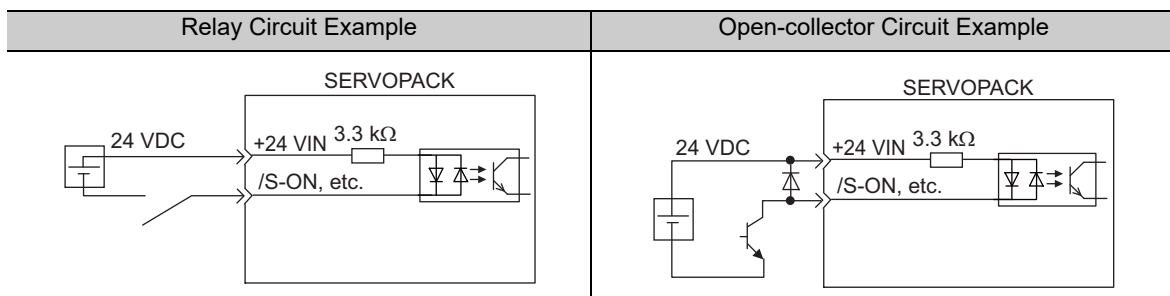 Relay Circuit Example
Open-collector Circuit Example
SERVOPACK
24 VDC
+24 VIN
3.3 kΩ
/S-ON, etc.
SERVOPACK
24 VDC
+24 VIN
3.3 kΩ
/S-ON, etc.